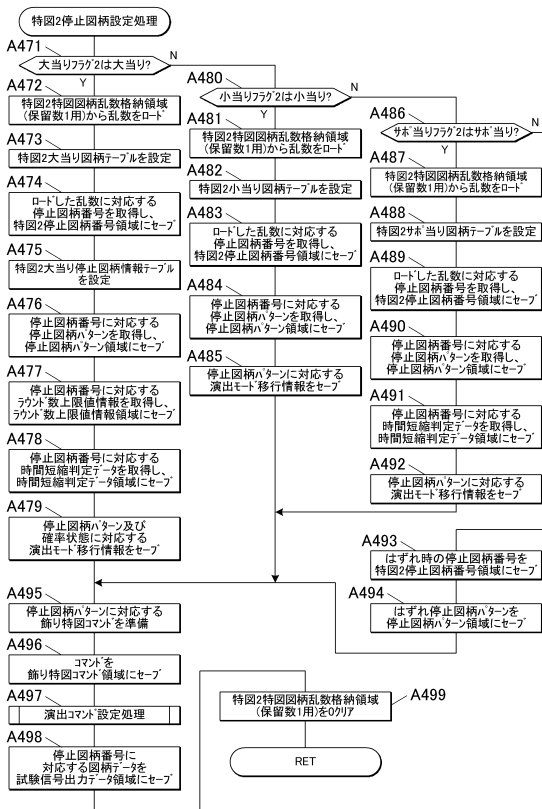 特図2停止図柄設定処理
A471
大当りフラグ2は大当り?
N
Y
A472
特図2特図図柄乱数格納領域
(保留数1用)から乱数をロード
A473
特図2大当り図柄テーブルを設定
A474
ロードした乱数に対応する
停止図柄番号を取得し、
特図2停止図柄番号領域にセーブ
A475
特図2大当り停止図柄情報テーブル
を設定
A476
停止図柄番号に対応する
停止図柄パターンを取得し、
停止図柄パターン領域にセーブ
A477
停止図柄番号に対応する
ラウンド数上限値情報を取得し、
ラウンド数上限値情報領域にセーブ
A478
停止図柄番号に対応する
時間短縮判定データを取得し、
時間短縮判定データ領域にセーブ
A479
停止図柄パターン及び
確率状態に対応する
演出モード移行情報をセーブ
A480
小当りフラグ2は小当り?
N
Y
A481
特図2特図図柄乱数格納領域
(保留数1用)から乱数をロード
A482
特図2小当り図柄テーブルを設定
A483
ロードした乱数に対応する
停止図柄番号を取得し、
特図2停止図柄番号領域にセーブ
A484
停止図柄番号に対応する
停止図柄パターンを取得し、
停止図柄パターン領域にセーブ
A485
停止図柄パターンに対応する
演出モード移行情報をセーブ
A486
サポ当りフラグ2はサポ当り?
N
Y
A487
特図2特図図柄乱数格納領域
(保留数1用)から乱数をロード
A488
特図2サポ当り図柄テーブルを設定
A489
ロードした乱数に対応する
停止図柄番号を取得し、
特図2停止図柄番号領域にセーブ
A490
停止図柄番号に対応する
停止図柄パターンを取得し、
停止図柄パターン領域にセーブ
A491
停止図柄番号に対応する
時間短縮判定データを取得し、
時間短縮判定データ領域にセーブ
A492
停止図柄パターンに対応する
演出モード移行情報をセーブ
A493
はずれ時の停止図柄番号を
特図2停止図柄番号領域にセーブ
A494
はずれ停止図柄パターンを
停止図柄パターン領域にセーブ
A495
停止図柄パターンに対応する
飾り特図コマンドを準備
A496
コマンドを
飾り特図コマンド領域にセーブ
A497
演出コマンド設定処理
A498
停止図柄番号に
対応する図柄データを
試験信号出力データ領域にセーブ
A499
特図2特図図柄乱数格納領域
(保留数1用)を0クリア
RET